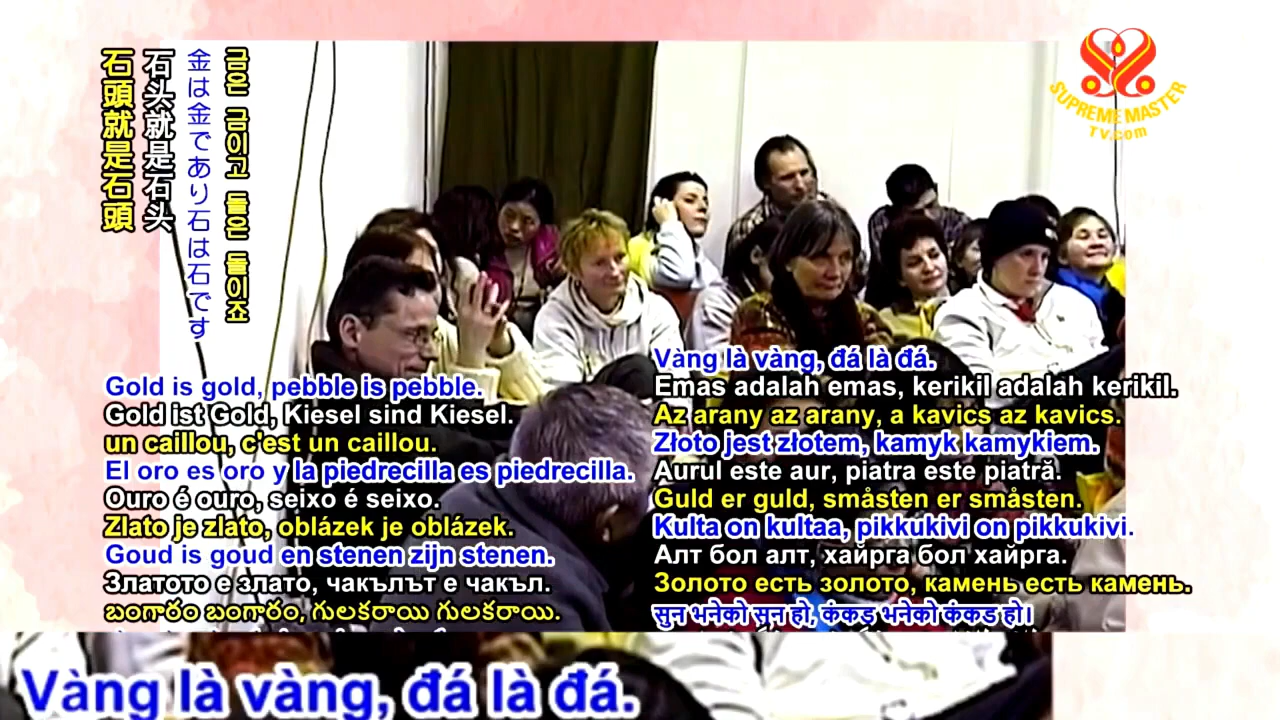 石頭就是石頭
石头就是石头
金は金であり石は石です
금은 금이고 돌은 돌이죠
SUPREME MASTER
TV.com
Gold is gold, pebble is pebble.
Gold ist Gold, Kiesel sind Kiesel.
un caillou, c'est un caillou.
El oro es oro y la piedrecilla es piedrecilla.
Ouro é ouro, seixo é seixo.
Zlato je zlato, oblázek je oblázek.
Goud is goud en stenen zijn stenen.
Златото е злато, чакълът е чакъл.
బంగారం బంగారం, గులకరాయి గులకరాయి.
Vàng là vàng, đá là đá.
Emas adalah emas, kerikil adalah kerikil.
Az arany az arany, a kavics az kavics.
Złoto jest złotem, kamyk kamykiem.
Aurul este aur, piatra este piatră.
Guld er guld, småsten er småsten.
Kulta on kultaa, pikkukivi on pikkukivi.
Алт бол алт, хайрга бол хайрга.
Золото есть золото, камень есть камень.
सुन भनेको सुन हो, कंकड भनेको कंकड हो।
Vàng là vàng, đá là đá.